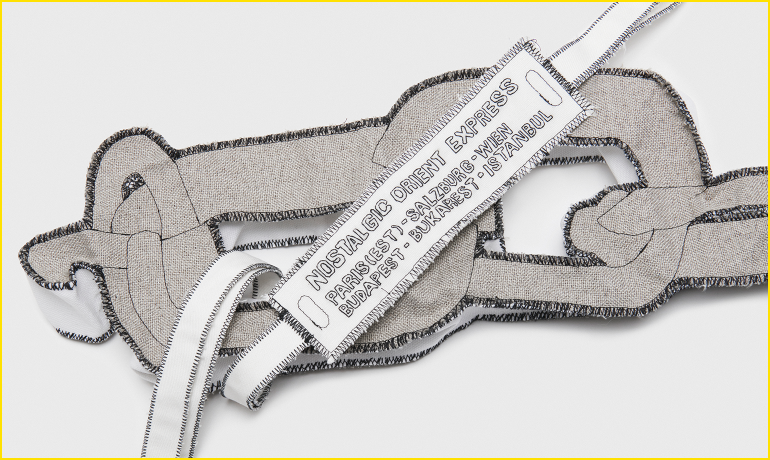 NOSTALGIC ORIENT EXPRESS
PARIS(EST)-SALZBURG-WIEN
BUDAPEST-BUKAREST-ISTANBUL